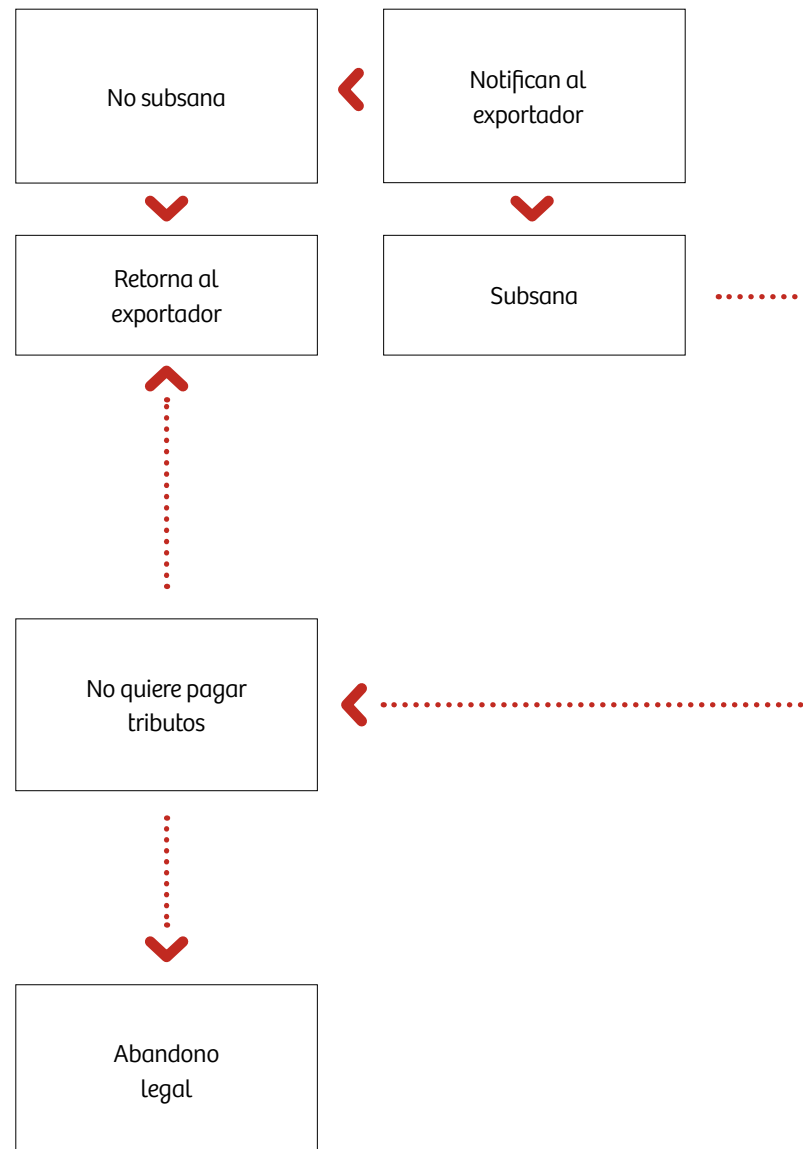 No subsana
Notifican al
exportador
Retorna al
exportador
Subsana
No quiere pagar
tributos
Abandono
legal